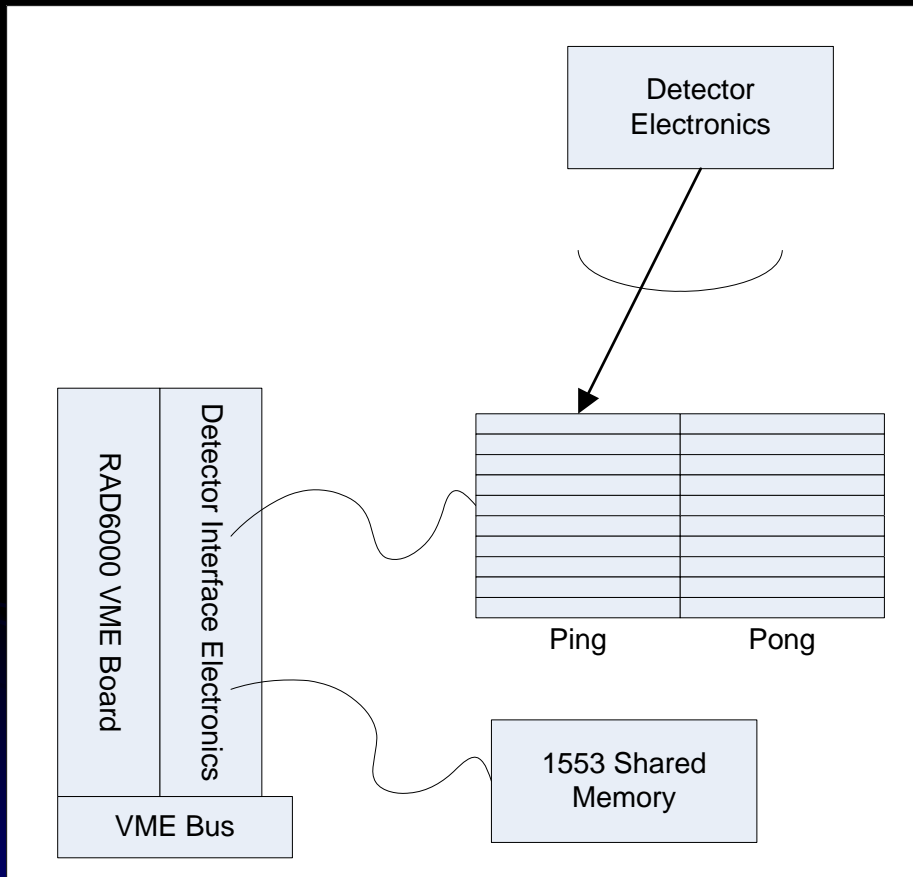 Detector
Electronics
RAD6000 VME Board
Detector Interface Electronics
Ping
Pong
1553 Shared
Memory
VME Bus